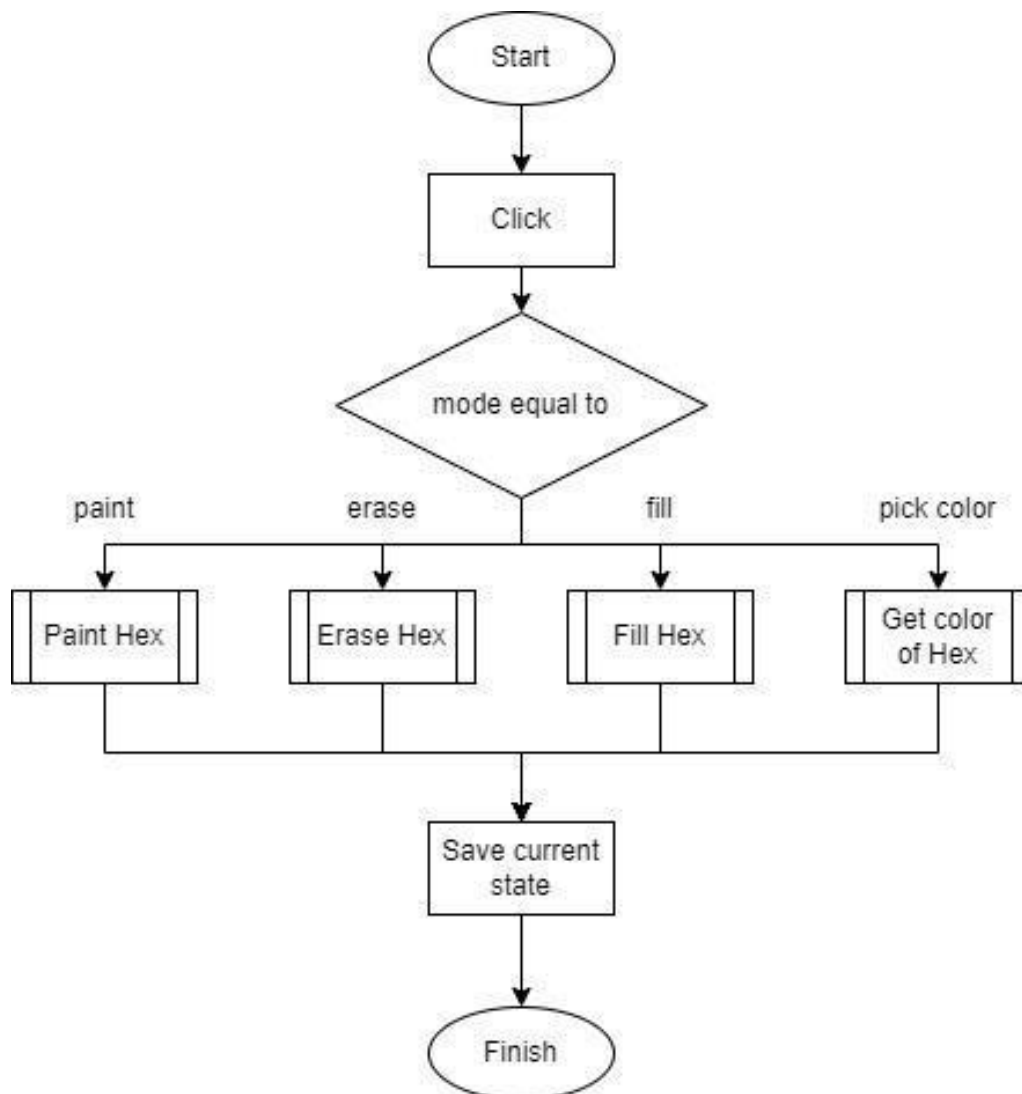 Start
Click
mode equal to
paint
erase
fill
pick color
Paint Hex
Erase Hex
Fill Hex
Get color
of Hex
Save current
state
Finish